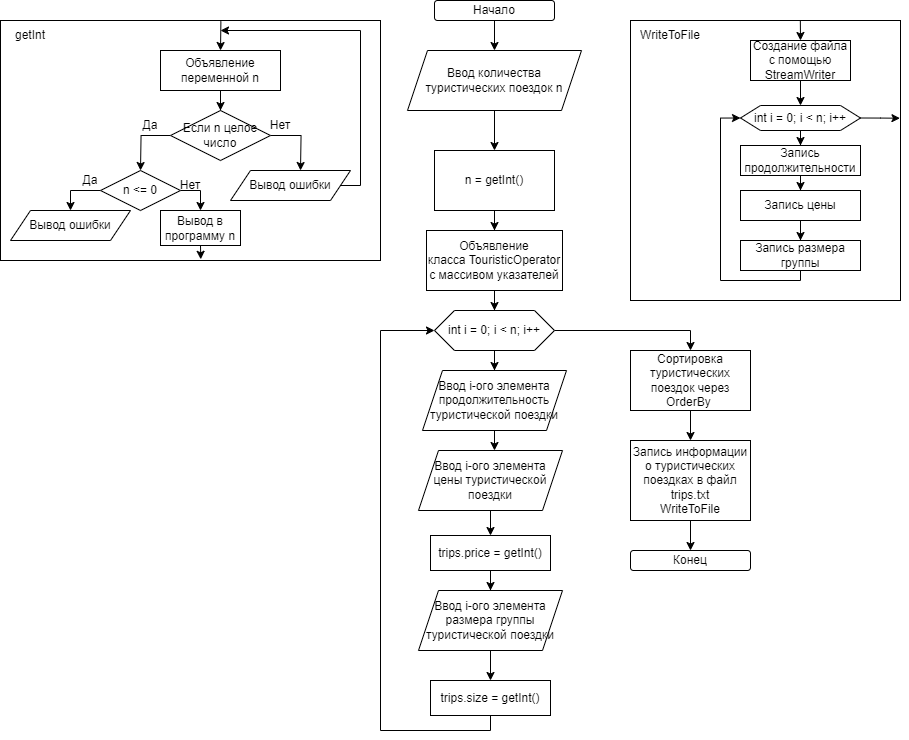 getInt
Объявление
переменной n
Если n целое
число
Да
Нет
Вывод ошибки
n <= 0
Да
Нет
Вывод ошибки
Вывод в
программу n
Начало
Ввод количества
туристических поездок n
n = getInt()
Объявление
класса TouristicOperator
с массивом указателей
int i = 0; i < n; i++
Ввод i-ого элемента
продолжительность
туристической поездки
Ввод i-ого элемента
цены туристической
поездки
trips.price = getInt()
Ввод i-ого элемента
размера группы
туристической поездки
trips.size = getInt()
Сортировка
туристических
поездок через
OrderBy
Запись информации
о туристических
поездках в файл
trips.txt
WriteToFile
Конец
WriteToFile
Создание файла
с помощью
StreamWriter
int i = 0; i < n; i++
Запись
продолжительности
Запись цены
Запись размера
группы